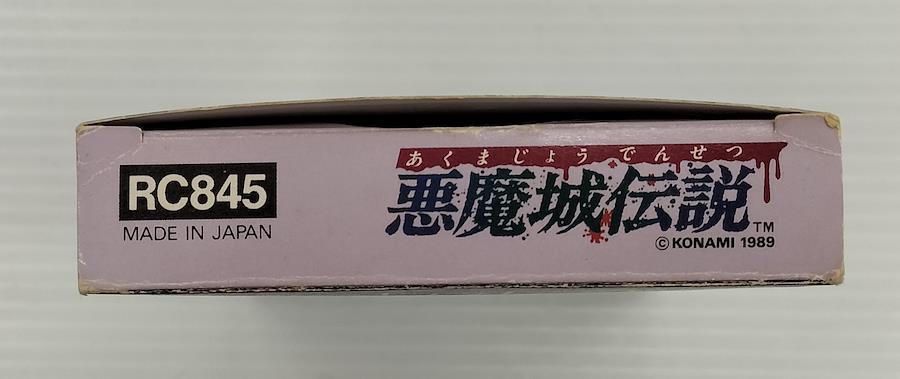 RC845
MADE IN JAPAN
あくまじょうでんせつ
悪魔城伝説 TM
© KONAMI 1989